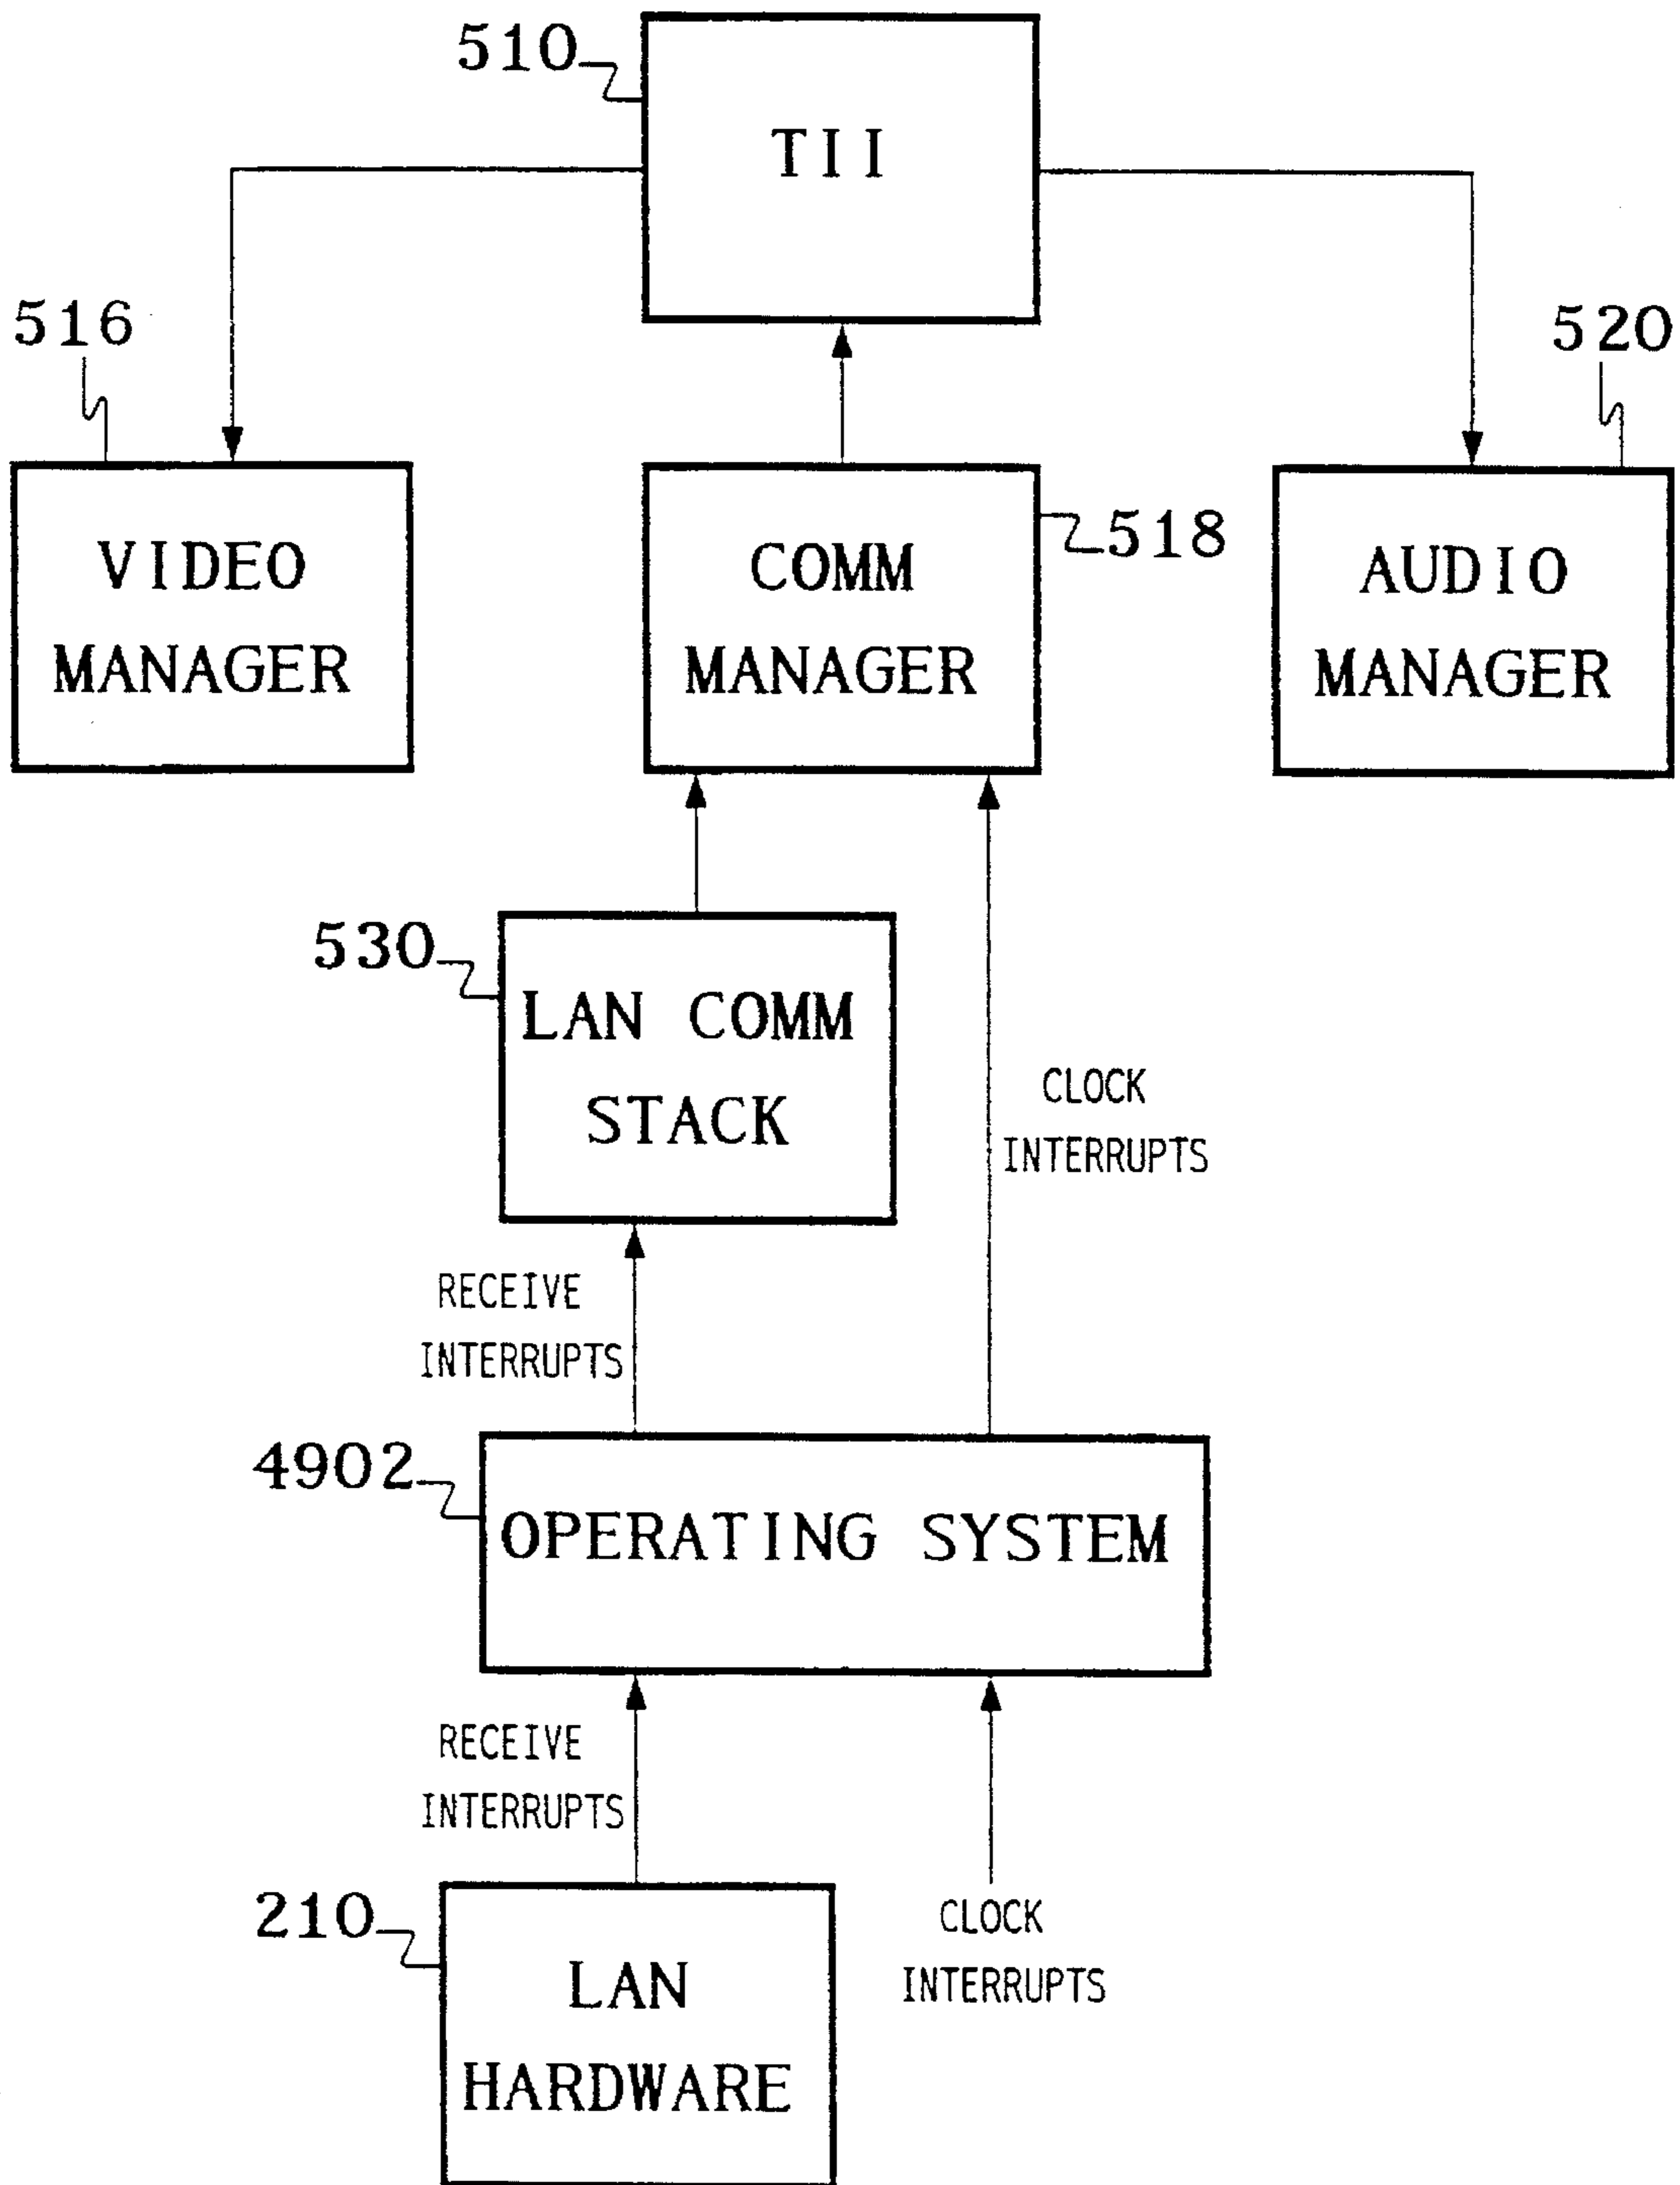 510
TII
516
520
VIDEO
MANAGER
COMM
MANAGER
518
AUDIO
MANAGER
530
LAN COMM
STACK
CLOCK
INTERRUPTS
RECEIVE
INTERRUPTS
4902
OPERATING SYSTEM
RECEIVE
INTERRUPTS
210
LAN
HARDWARE
CLOCK
INTERRUPTS